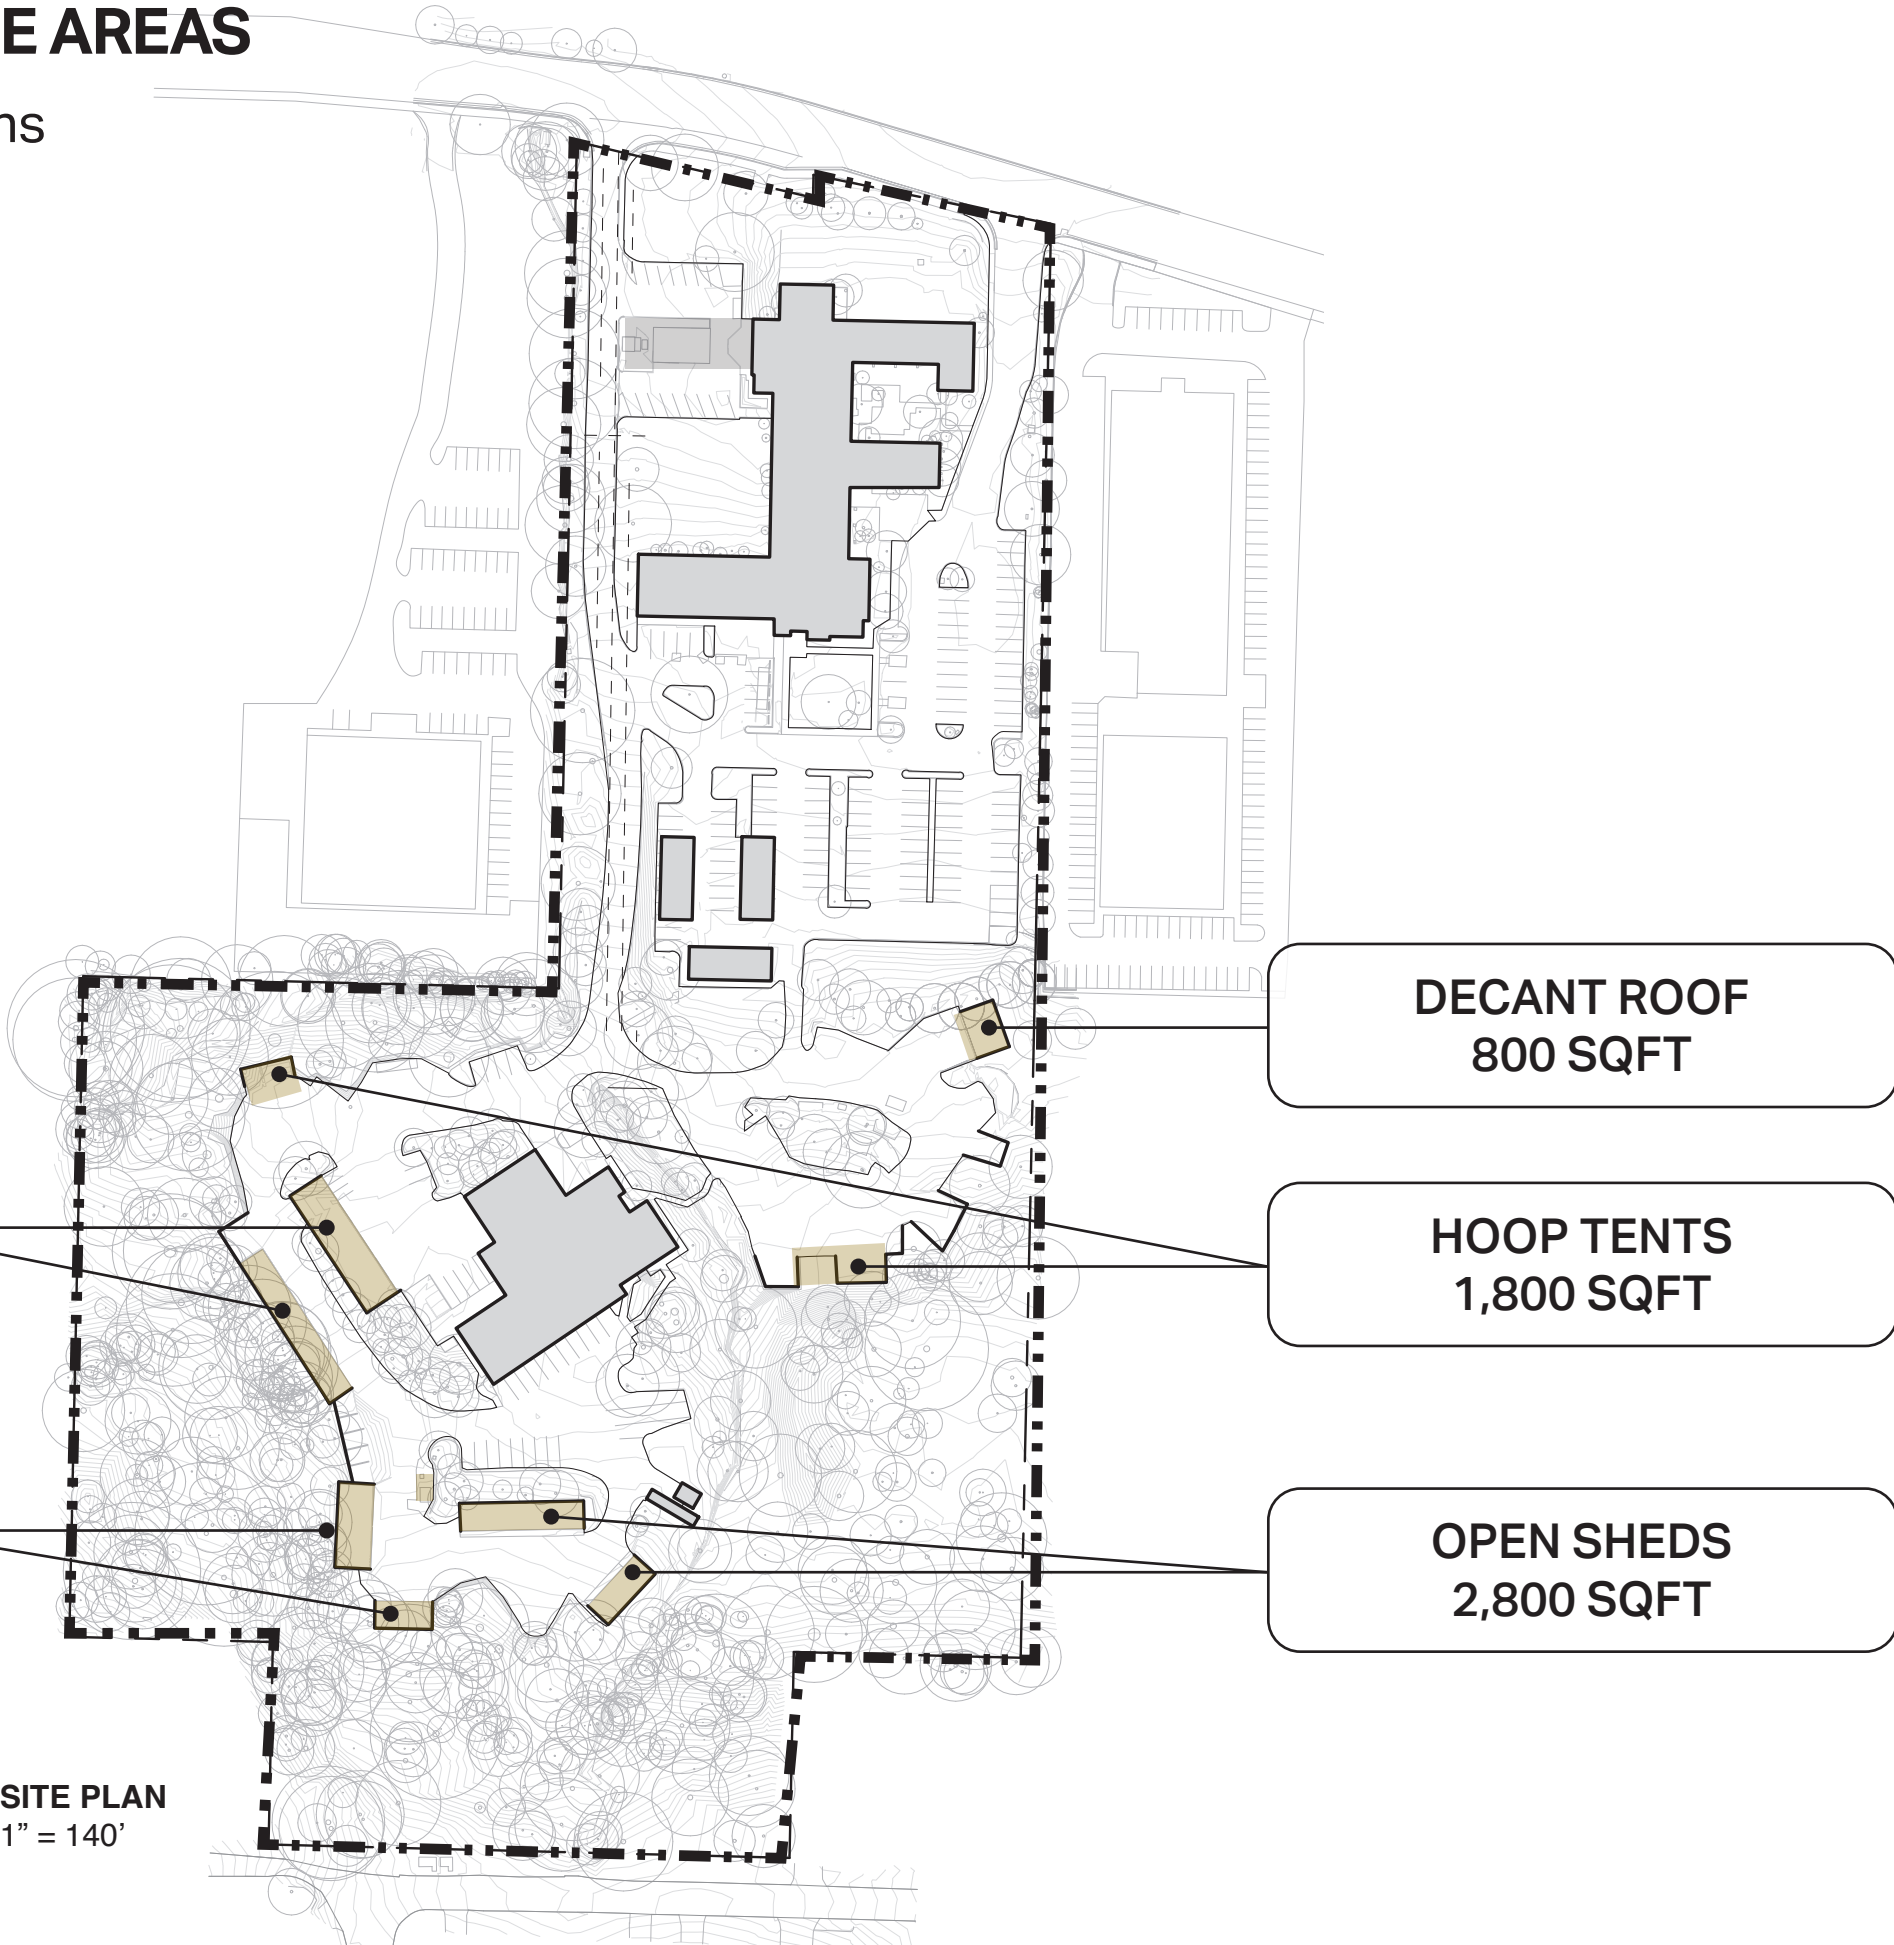 E AREAS
ns
DECANT ROOF
800 SQFT
HOOP TENTS
1,800 SQFT
OPEN SHEDS
2,800 SQFT
SITE PLAN
1” = 140’